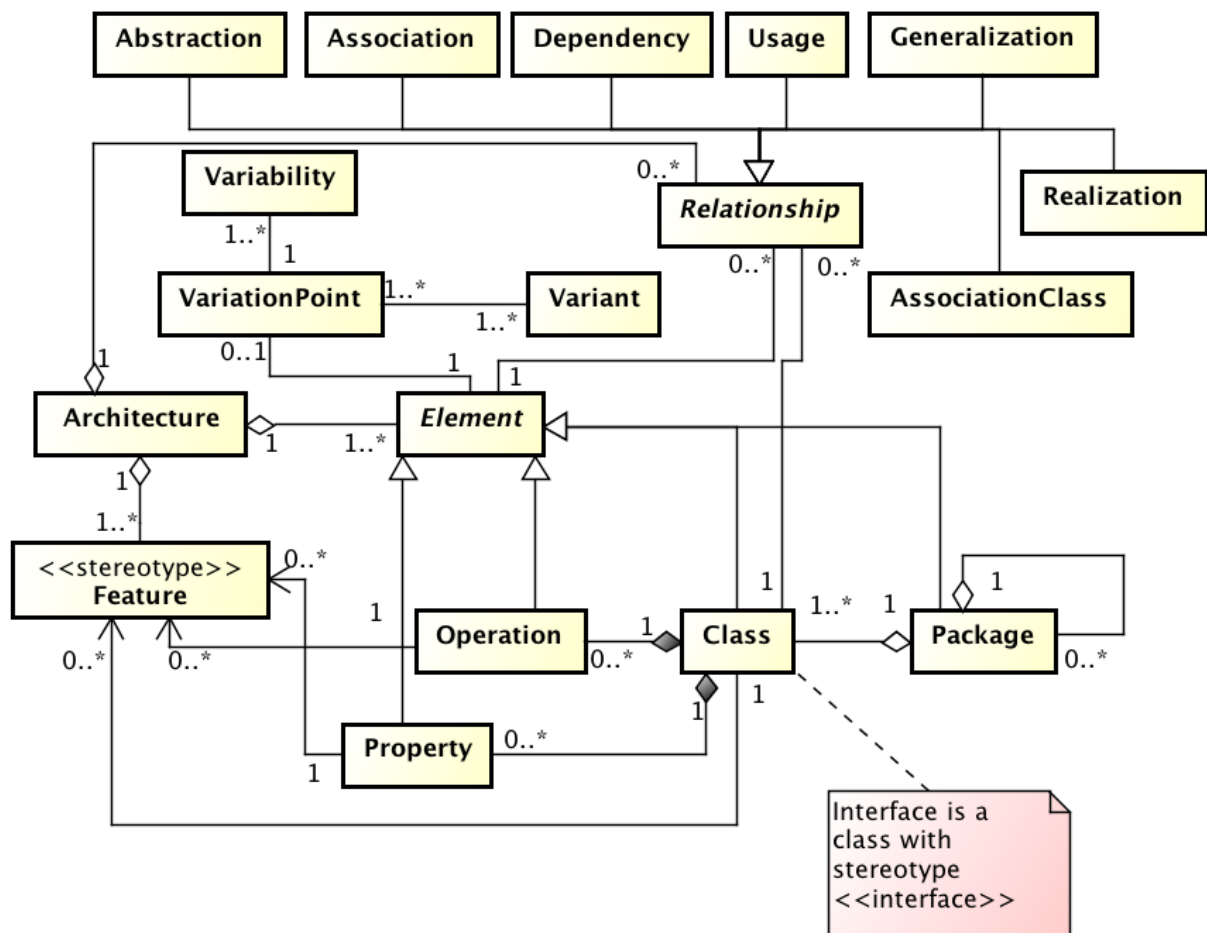 Abstraction
Association
Dependency
Usage
Generalization
Variability
0..*
Relationship
Realization
1..*
1
0..*
0..*
VariationPoint
1..*
1..*
Variant
AssociationClass
0..1
1
1
1
Architecture
1
1..*
Element
1
1..*
<<stereotype>>
Feature
0..*
1
1
1..*
1
1
Operation
1
0..*
Class
Package
0..*
0..*
0..*
1
1
Property
0..*
1
Interface is a
class with
stereotype
<<interface>>